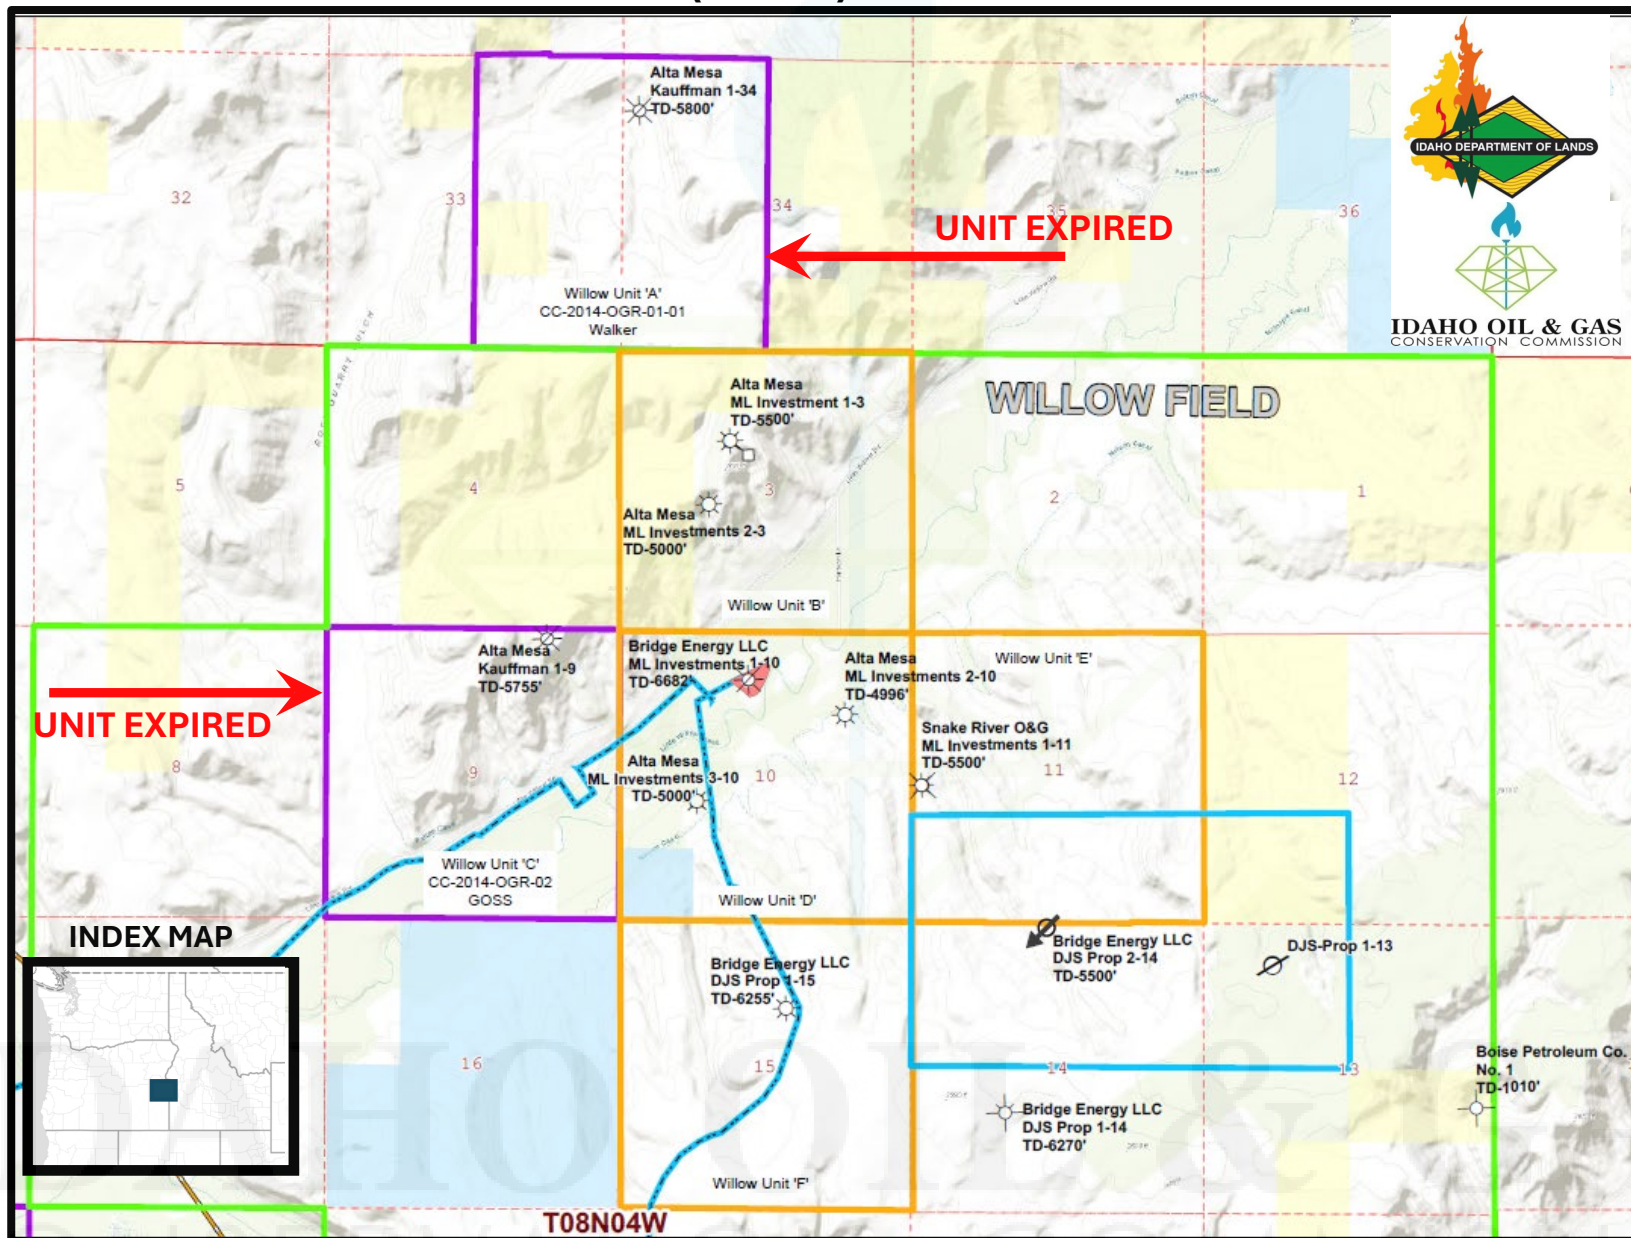 Alta Mesa
Kauffman 1-34
TD-5800'
IDAHO DEPARTMENT OF LANDS
IDAHO OIL & GAS
CONSERVATION COMMISSION
32
33
34
35
36
UNIT EXPIRED
Willow Unit 'A'
CC-2014-OGR-01-01
Walker
WILLOW FIELD
Alta Mesa
ML Investment 1-3
TD-5500'
5
4
3
2
1
Alta Mesa
ML Investments 2-3
TD-5000'
Willow Unit 'B'
Alta Mesa
Kauffman 1-9
TD-5755'
Bridge Energy LLC
ML Investments 1-10
TD-6682'
Alta Mesa
ML Investments 2-10
TD-4996'
Willow Unit 'E'
UNIT EXPIRED
Snake River O&G
ML Investments 1-11
TD-5500'
8
9
10
11
12
Alta Mesa
ML Investments 3-10
TD-5000'
Willow Unit 'C'
CC-2014-OGR-02
GOSS
Willow Unit 'D'
INDEX MAP
Bridge Energy LLC
DJS Prop 2-14
TD-5500'
DJS-Prop 1-13
Bridge Energy LLC
DJS Prop 1-15
TD-6255'
16
15
14
13
Boise Petroleum Co.
No. 1
TD-1010'
Bridge Energy LLC
DJS Prop 1-14
TD-6270'
Willow Unit 'F'
T08N04W